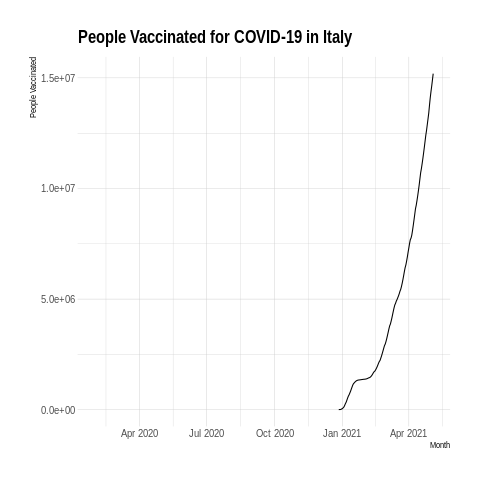 People Vaccinated for COVID-19 in Italy
People Vaccinated
1.5e+07
1.0e+07
5.0e+06
0.0e+00
Apr 2020 Jul 2020 Oct 2020 Jan 2021 Apr 2021
Month